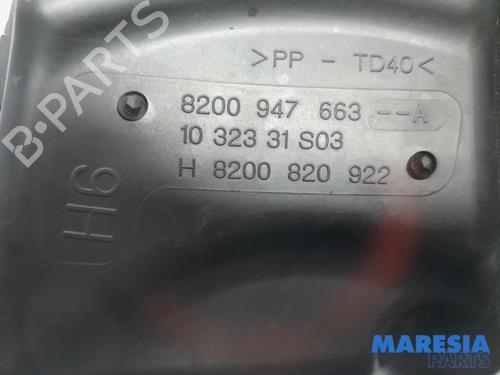 B-PARTS
>PP - TD40<
8200 947 663 --A
10 323 31 S03
H 8200 820 922
H6
MARESIA
PARTS